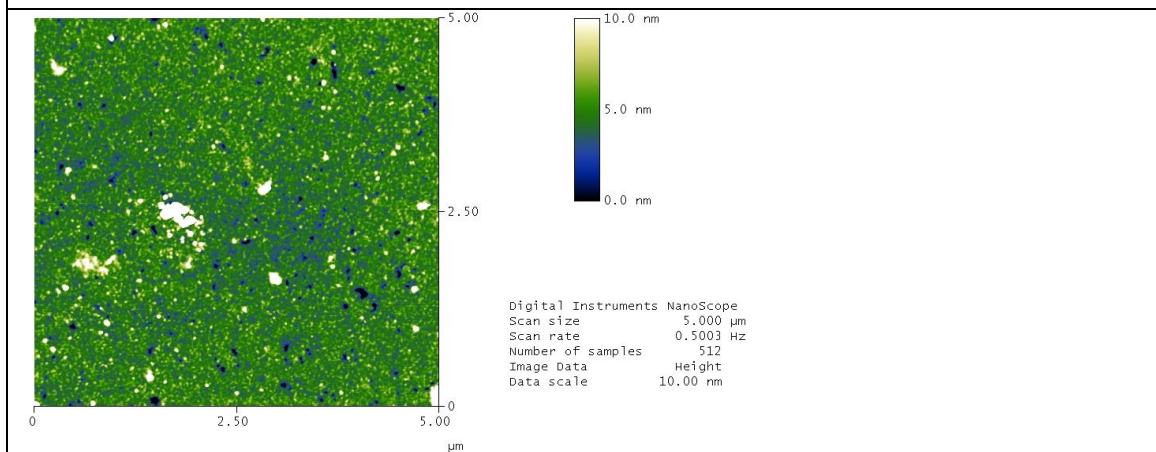 5.00
10.0 nm
5.0 nm
2.50
0.0 nm
Digital Instruments NanoScope
Scan size 5.000 µm
Scan rate 0.5003 Hz
Number of samples 512
Image Data Height
Data scale 10.00 nm
0
0 2.50 5.00
µm